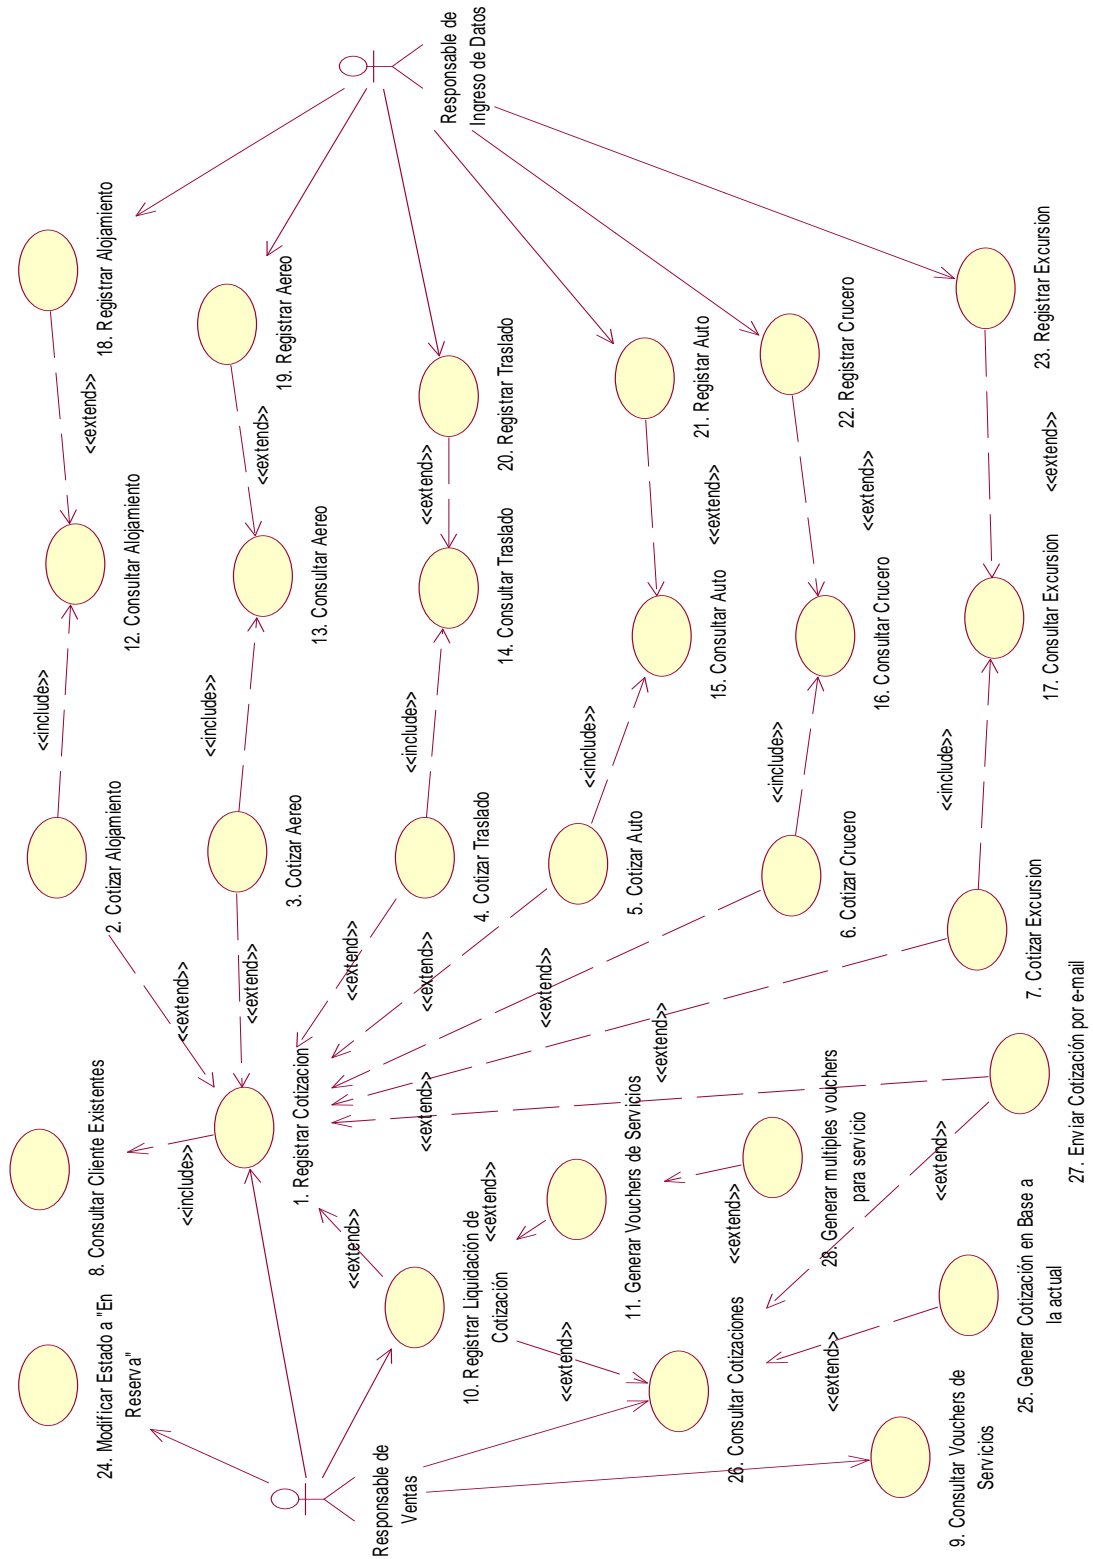 Responsable de
Ventas
24. Modificar Estado a "En
Reserva"
8. Consultar Cliente Existentes
<<include>>
1. Registrar Cotizacion
10. Registrar Liquidación de
Cotización
<<extend>>
<<extend>>
<<extend>>
11. Generar Vouchers de Servicios
28. Generar multiples vouchers
para servicio
<<extend>>
26. Consultar Cotizaciones
9. Consultar Vouchers de
Servicios
25. Generar Cotización en Base a
la actual
<<extend>>
27. Enviar Cotización por e-mail
<<extend>>
<<extend>>
2. Cotizar Alojamiento
<<extend>>
3. Cotizar Aereo
<<extend>>
4. Cotizar Traslado
<<extend>>
5. Cotizar Auto
<<extend>>
6. Cotizar Crucero
<<extend>>
7. Cotizar Excursion
<<extend>>
<<include>>
<<include>>
<<include>>
<<include>>
<<include>>
<<include>>
12. Consultar Alojamiento
13. Consultar Aereo
14. Consultar Traslado
15. Consultar Auto
16. Consultar Crucero
17. Consultar Excursion
<<extend>>
<<extend>>
<<extend>>
<<extend>>
<<extend>>
<<extend>>
18. Registrar Alojamiento
19. Registrar Aereo
20. Registrar Traslado
21. Registar Auto
22. Registrar Crucero
23. Registrar Excursion
Responsable de
Ingreso de Datos